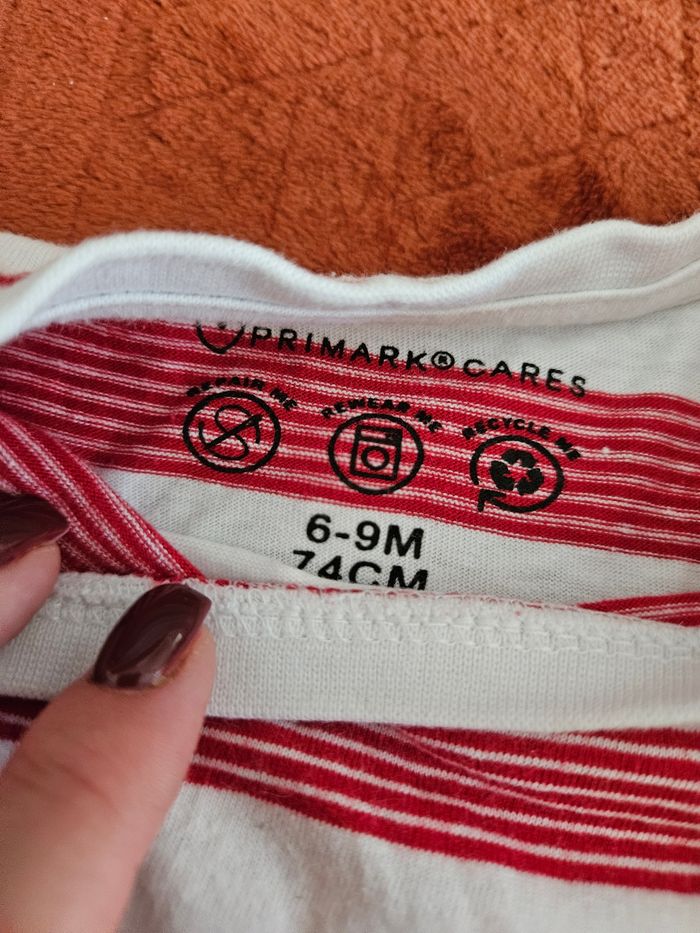 PRIMARK® CARES
REPAIR ME REWEAR ME RECYCLE ME
6-9M
74CM